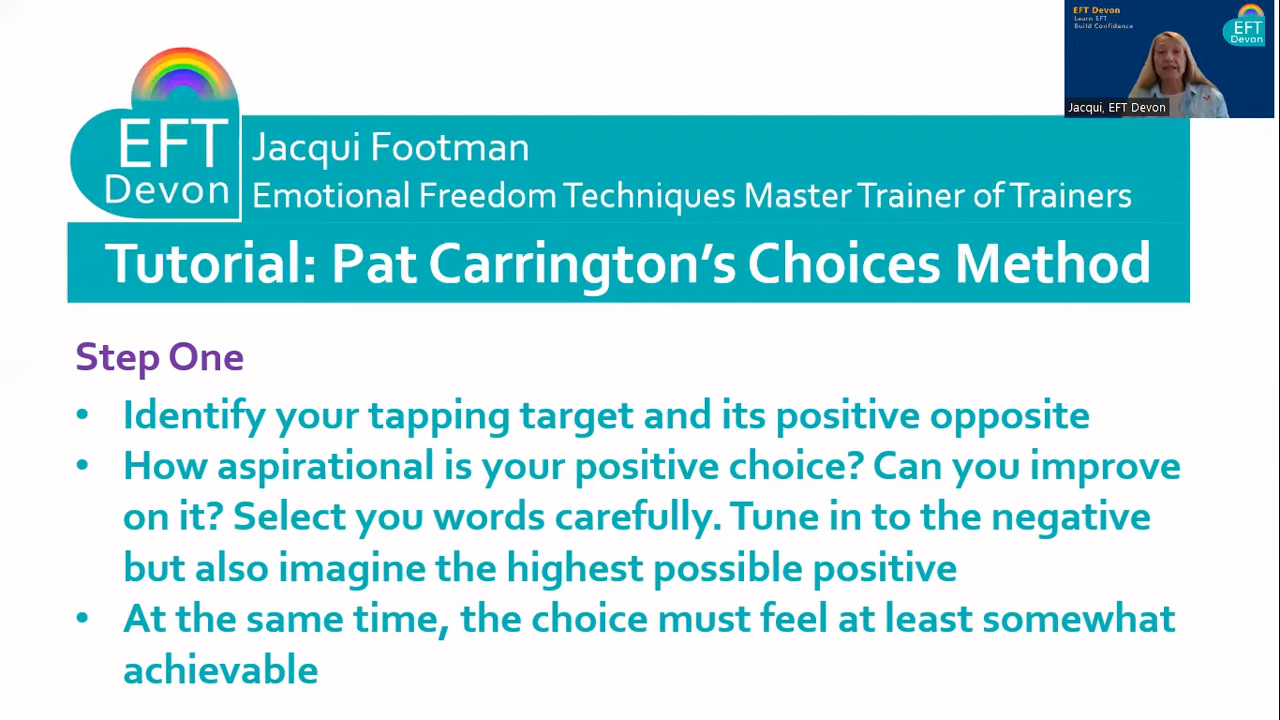 EFT Devon
Learn EFT
Build Confidence
EFT
Devon
Jacqui, EFT Devon
EFT
Devon
Jacqui Footman
Emotional Freedom Techniques Master Trainer of Trainers
Tutorial: Pat Carrington's Choices Method
Step One
• Identify your tapping target and its positive opposite
• How aspirational is your positive choice? Can you improve
on it? Select you words carefully. Tune in to the negative
but also imagine the highest possible positive
• At the same time, the choice must feel at least somewhat
achievable